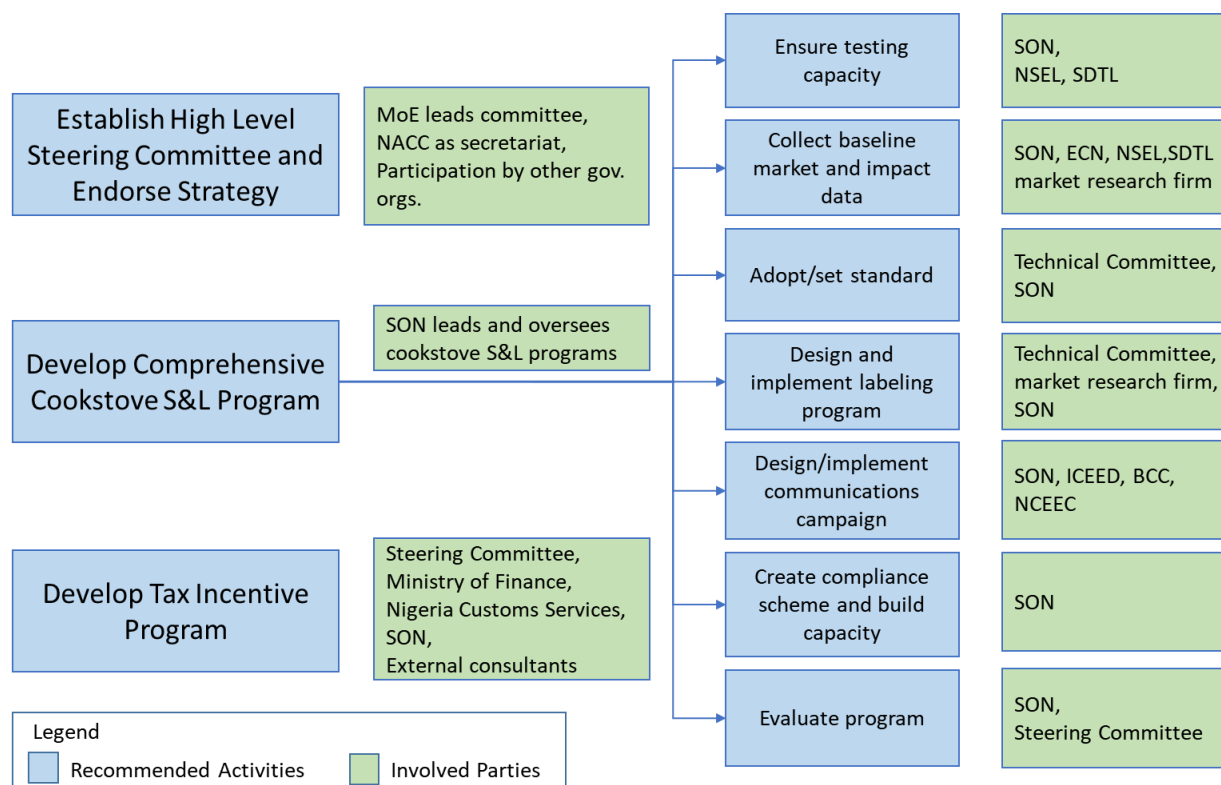 Establish High Level
Steering Committee and
Endorse Strategy
MoE leads committee,
NACC as secretariat,
Participation by other gov.
orgs.
Develop Comprehensive
Cookstove S&L Program
SON leads and oversees
cookstove S&L programs
Develop Tax Incentive
Program
Steering Committee,
Ministry of Finance,
Nigeria Customs Services,
SON,
External consultants
Ensure testing
capacity
SON,
NSEL, SDTL
Collect baseline
market and impact
data
SON, ECN, NSEL,SDTL
market research firm
Adopt/set standard
Technical Committee,
SON
Design and
implement labeling
program
Technical Committee,
market research firm,
SON
Design/implement
communications
campaign
SON, ICEED, BCC,
NCEEC
Create compliance
scheme and build
capacity
SON
Evaluate program
SON,
Steering Committee
Legend
Recommended Activities
Involved Parties